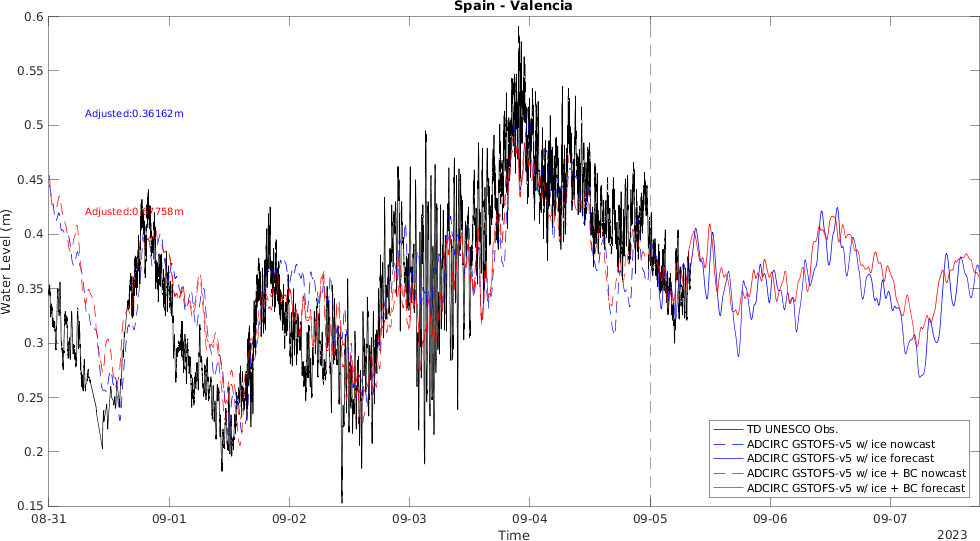 Spain - Valencia
0.6
0.55
0.5
0.45
0.4
0.35
0.3
0.25
0.2
0.15
Water Level (m)
Adjusted:0.36162m
08-31
09-01
09-02
09-03
09-04
09-05
09-06
09-07
Time
2023
TD UNESCO Obs.
ADCIRC GSTOFS-v5 w/ ice nowcast
ADCIRC GSTOFS-v5 w/ ice forecast
ADCIRC GSTOFS-v5 w/ ice + BC nowcast
ADCIRC GSTOFS-v5 w/ ice + BC forecast